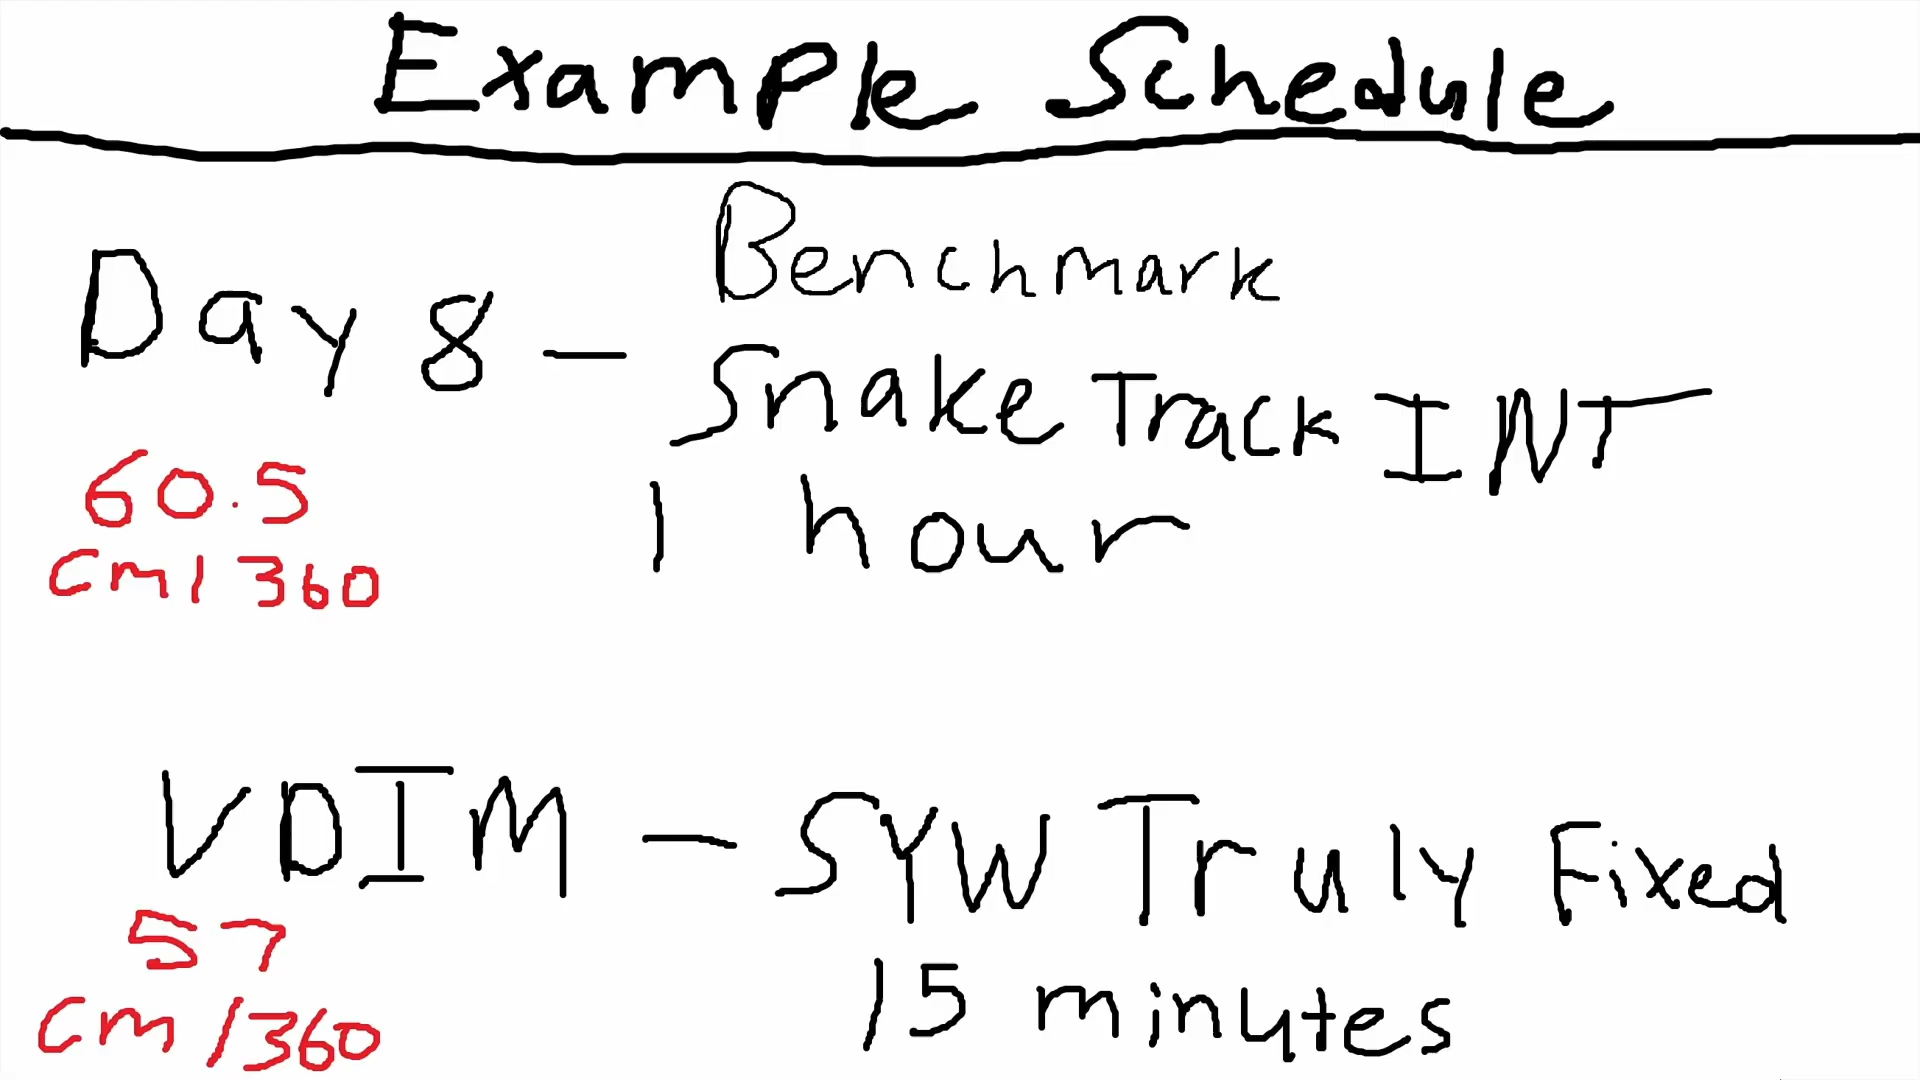 Example Schedule
Benchmark
Day 8 - Snake Track INT
1 hour
60.5
cm/360
VDIM - SYW Truly Fixed
15 minutes
57
cm/360